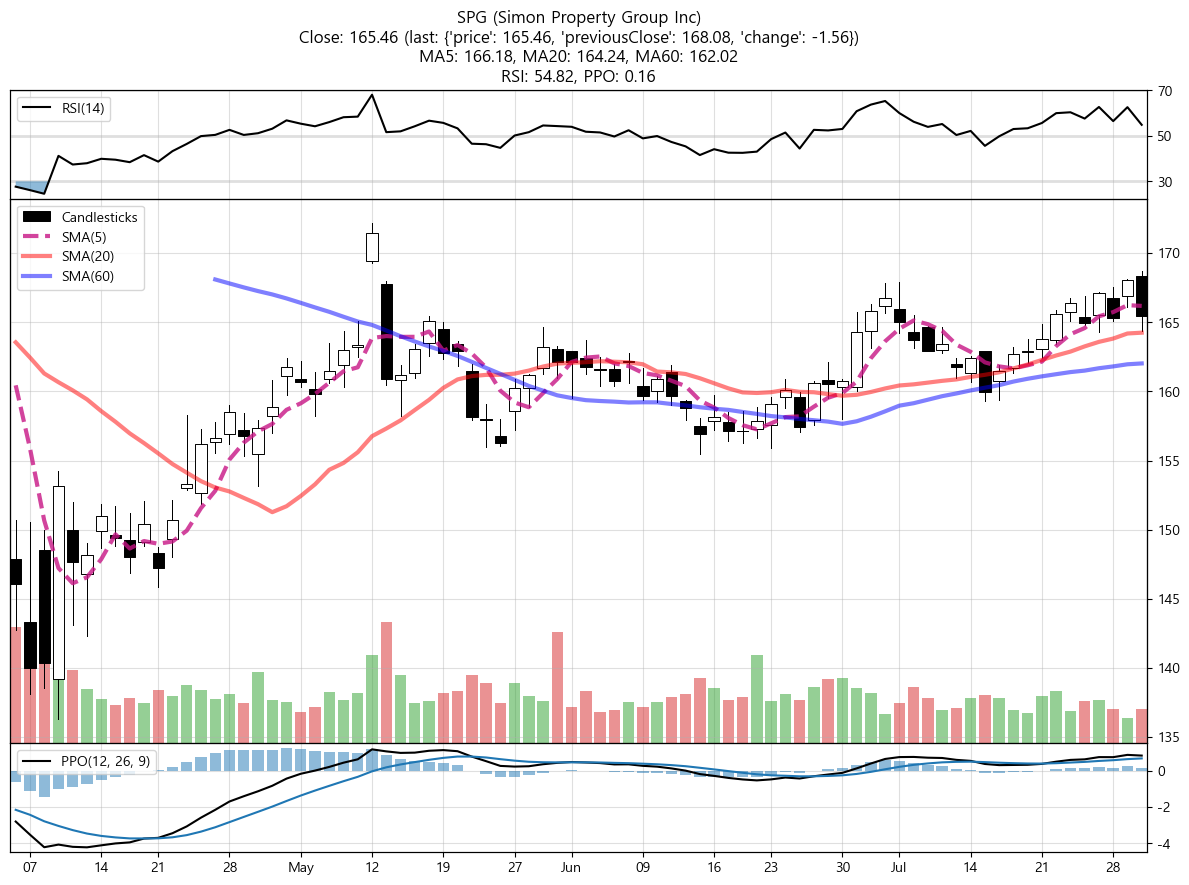 SPG (Simon Property Group Inc)
Close: 165.46 (last: {'price': 165.46, 'previousClose': 168.08, 'change': -1.56})
MA5: 166.18, MA20: 164.24, MA60: 162.02
RSI: 54.82, PPO: 0.16
RSI(14)
70
50
30
Candlesticks
SMA(5)
SMA(20)
SMA(60)
170
165
160
155
150
145
140
135
PPO(12, 26, 9)
0
-2
-4
07 14 21 28 May 12 19 27 Jun 09 16 23 30 Jul 14 21 28